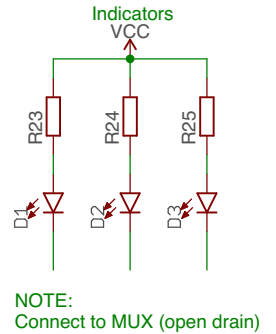 Indicators
VCC
R23
R24
R25
D1
D2
D3
NOTE:
Connect to MUX (open drain)